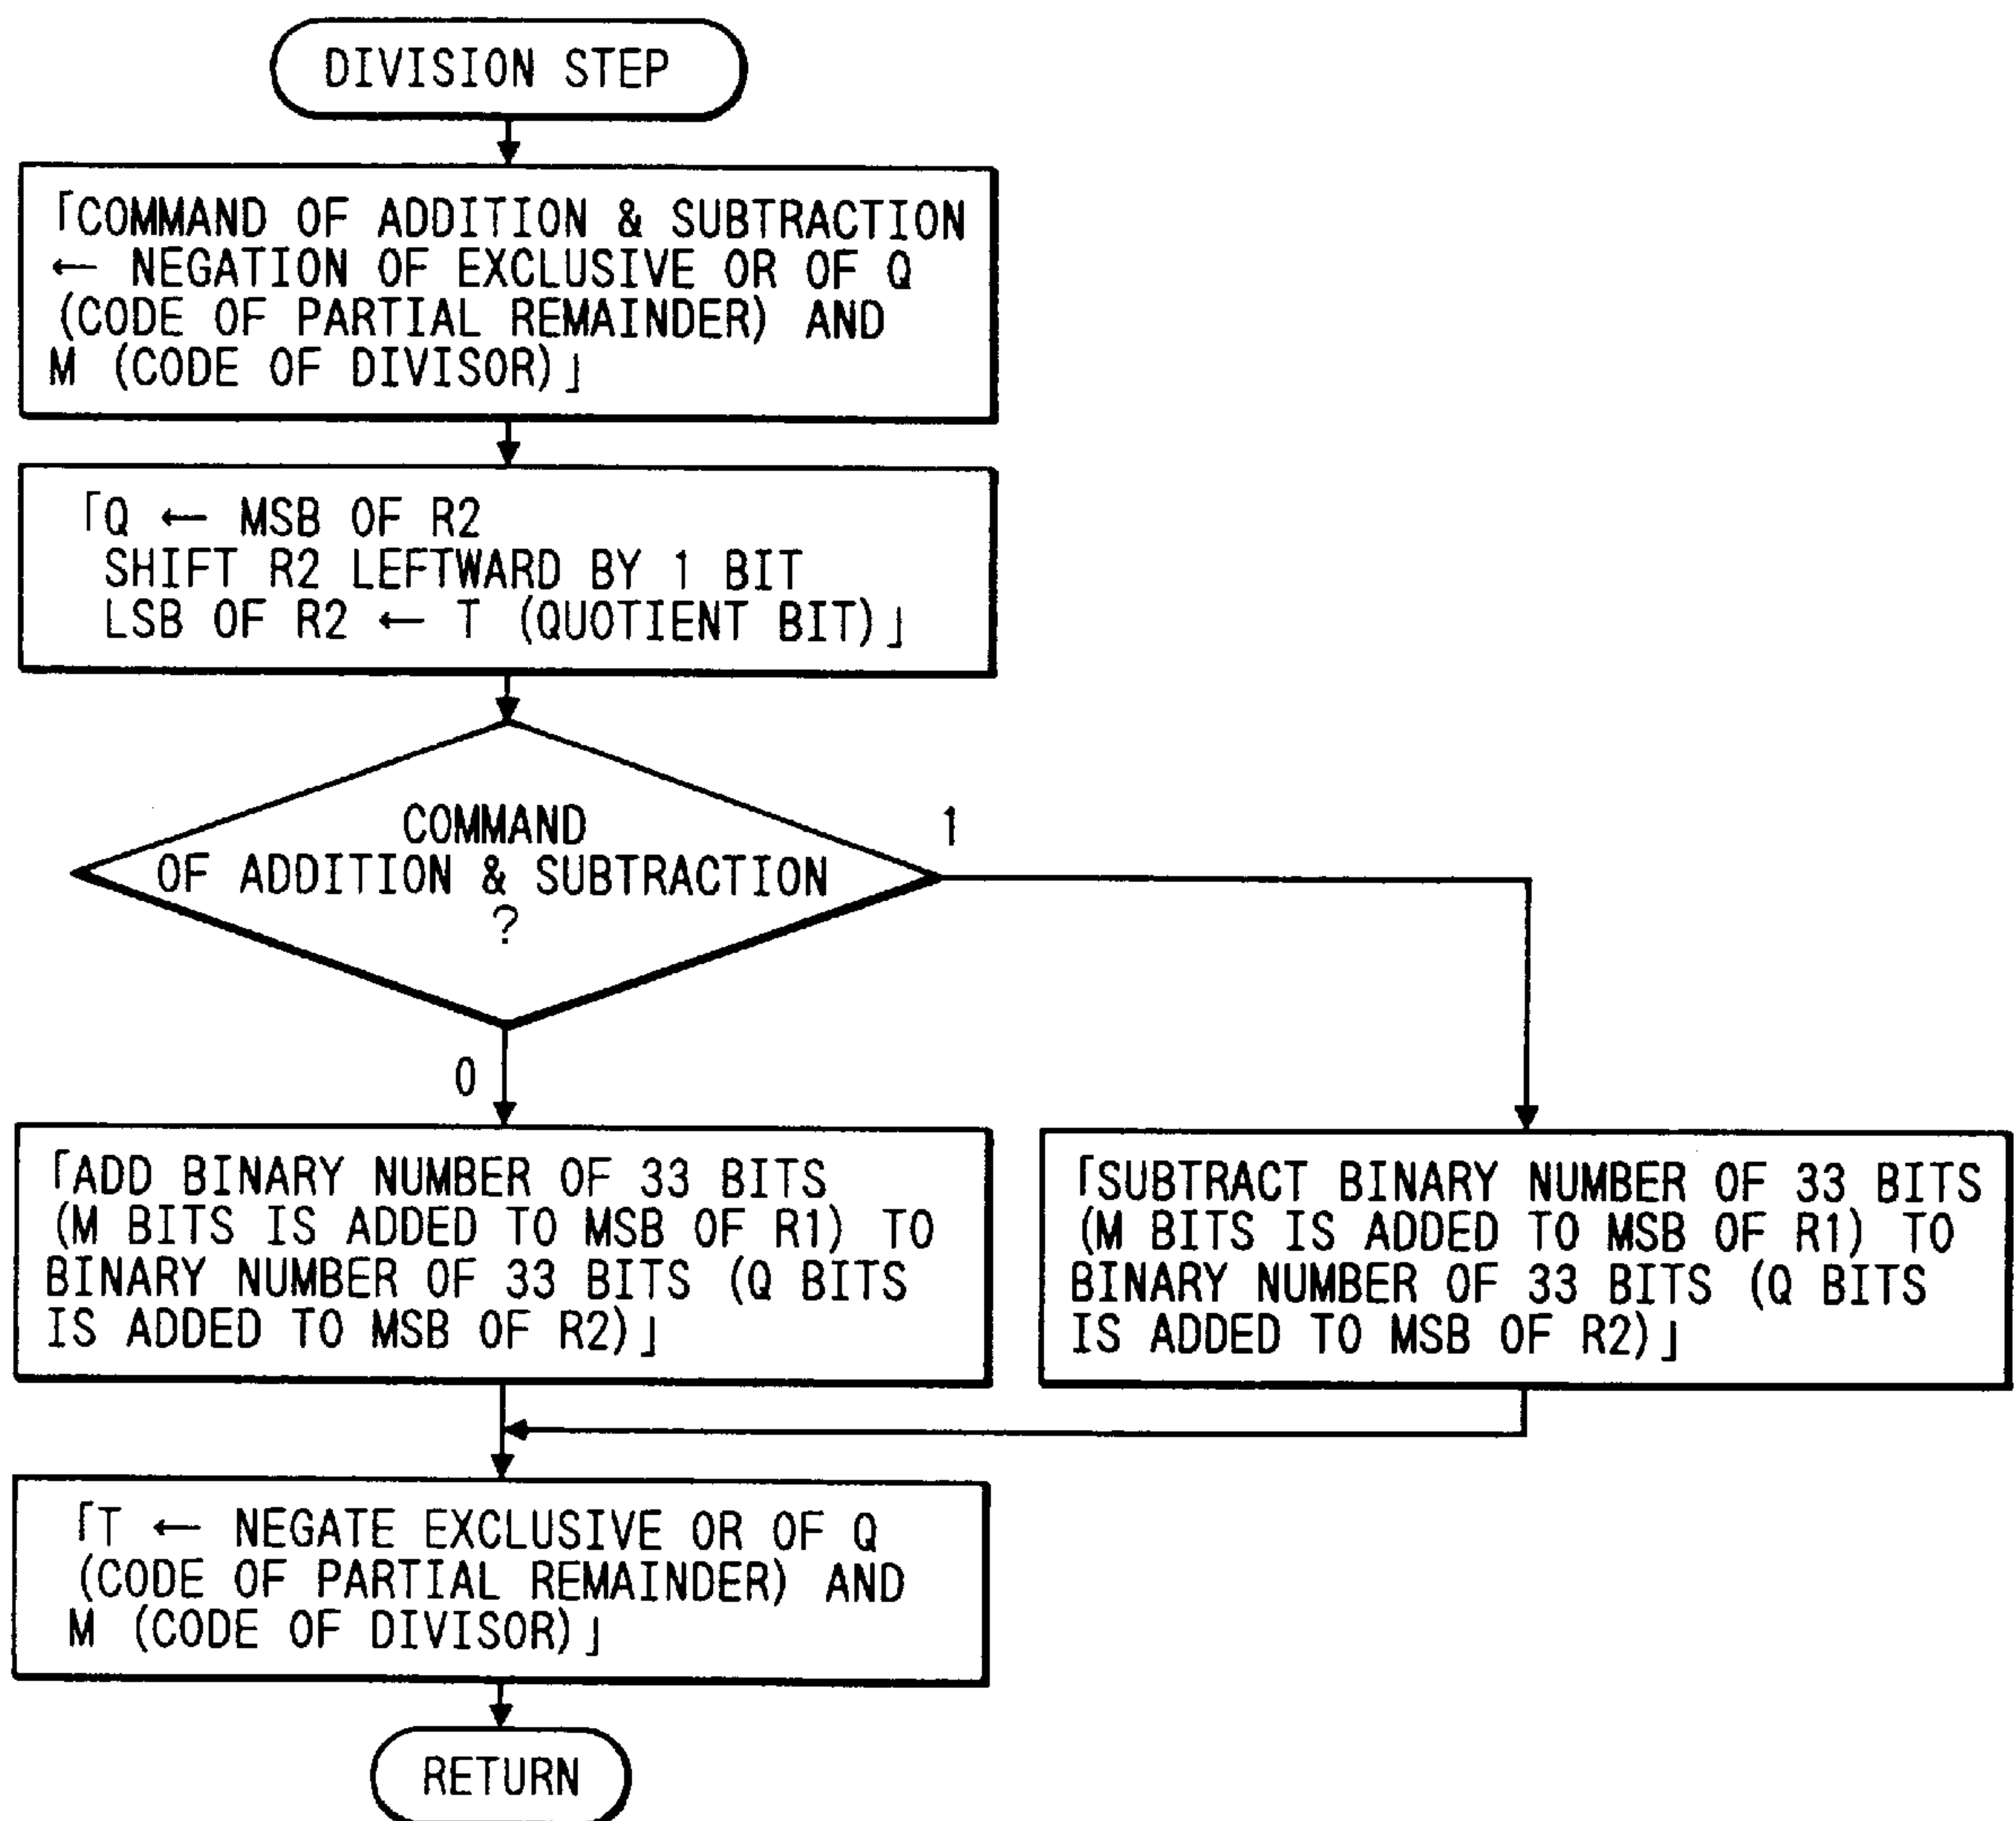 DIVISION STEP
「COMMAND OF ADDITION & SUBTRACTION
← NEGATION OF EXCLUSIVE OR OF Q
(CODE OF PARTIAL REMAINDER) AND
M (CODE OF DIVISOR)」
「Q ← MSB OF R2
SHIFT R2 LEFTWARD BY 1 BIT
LSB OF R2 ← T (QUOTIENT BIT)」
COMMAND
OF ADDITION & SUBTRACTION
?
1
0
「ADD BINARY NUMBER OF 33 BITS
(M BITS IS ADDED TO MSB OF R1) TO
BINARY NUMBER OF 33 BITS (Q BITS
IS ADDED TO MSB OF R2)」
「SUBTRACT BINARY NUMBER OF 33 BITS
(M BITS IS ADDED TO MSB OF R1) TO
BINARY NUMBER OF 33 BITS (Q BITS
IS ADDED TO MSB OF R2)」
「T ← NEGATE EXCLUSIVE OR OF Q
(CODE OF PARTIAL REMAINDER) AND
M (CODE OF DIVISOR)」
RETURN